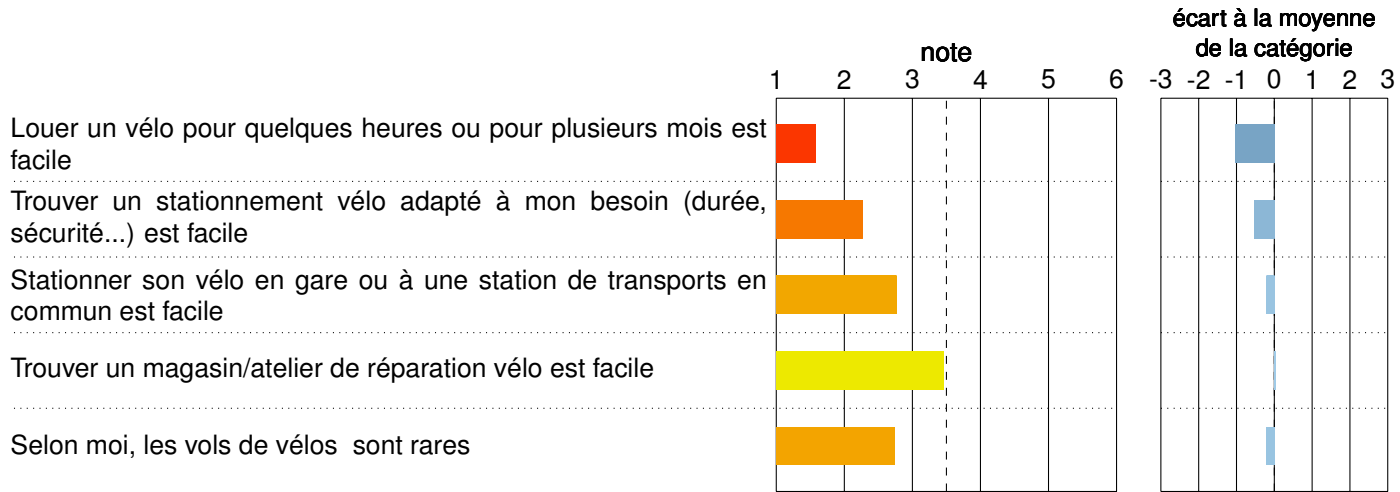 écart à la moyenne
note de la catégorie
1 2 3 4 5 6 -3 -2 -1 0 1 2 3
Louer un vélo pour quelques heures ou pour plusieurs mois est
facile
Trouver un stationnement vélo adapté à mon besoin (durée,
sécurité...) est facile
Stationner son vélo en gare ou à une station de transports en
commun est facile
Trouver un magasin/atelier de réparation vélo est facile
Selon moi, les vols de vélos sont rares